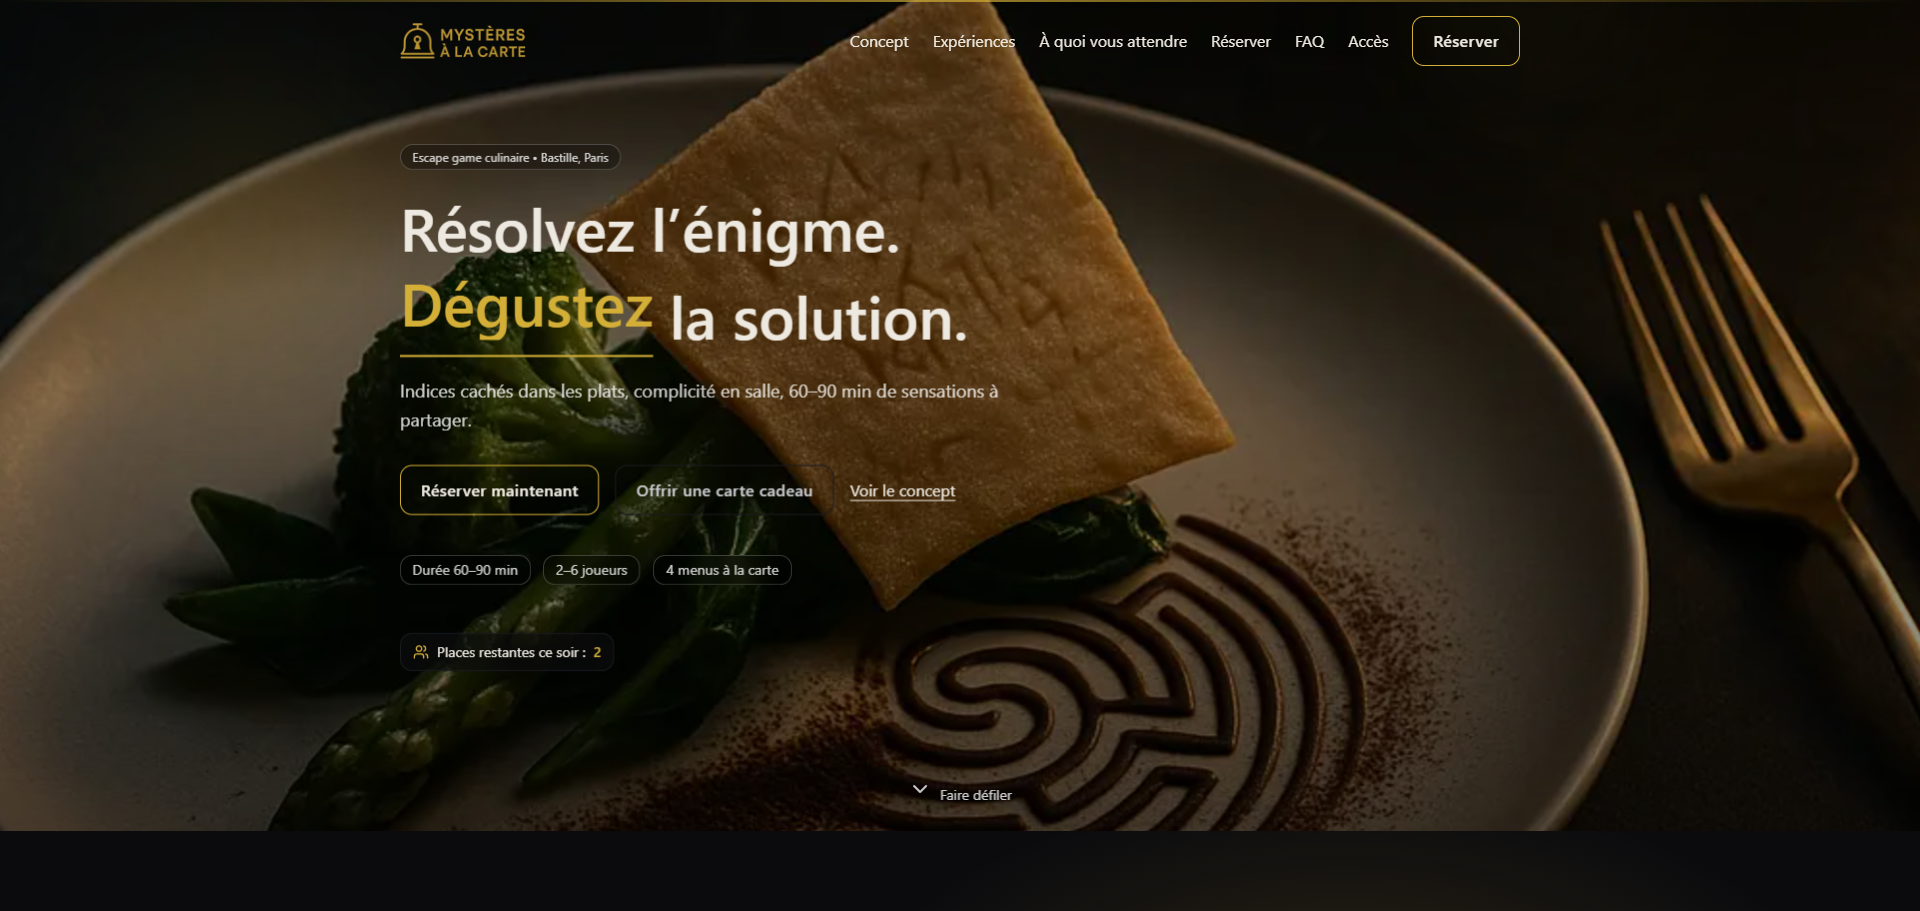 MYSTÈRES
À LA CARTE
Concept Expériences À quoi vous attendre Réserver FAQ Accès Réserver
Escape game culinaire • Bastille, Paris
Résolvez l’énigme.
Dégustez la solution.
Indices cachés dans les plats, complicité en salle, 60–90 min de sensations à
partager.
Réserver maintenant Offrir une carte cadeau Voir le concept
Durée 60–90 min 2–6 joueurs 4 menus à la carte
Places restantes ce soir : 2
Faire défiler